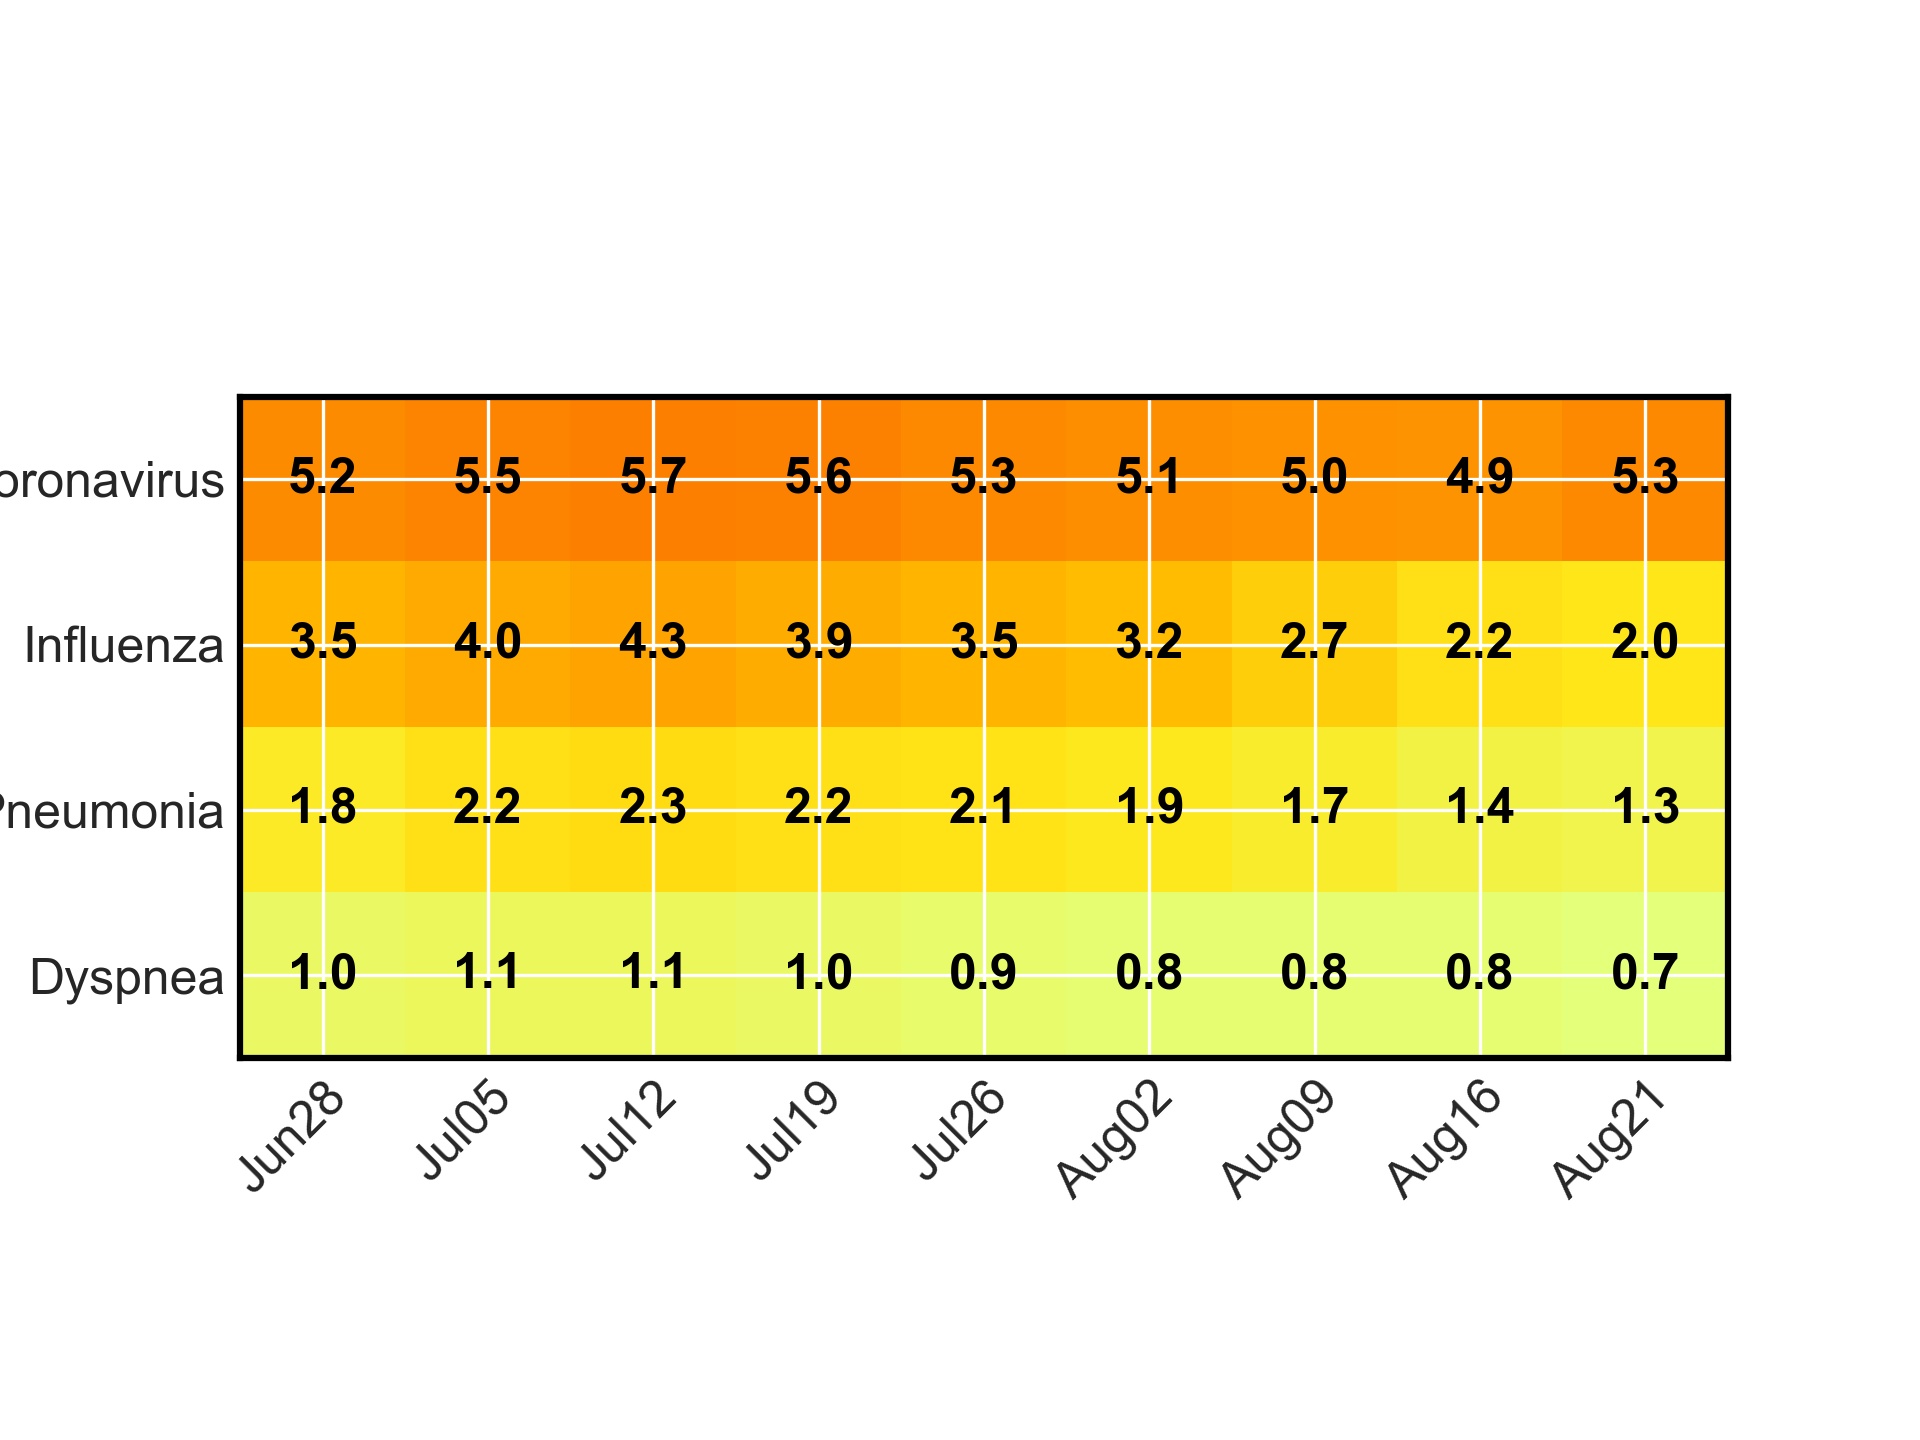 oronavirus 5.2 5.5 5.7 5.6 5.3 5.1 5.0 4.9 5.3
Influenza 3.5 4.0 4.3 3.9 3.5 3.2 2.7 2.2 2.0
Pneumonia 1.8 2.2 2.3 2.2 2.1 1.9 1.7 1.4 1.3
Dyspnea 1.0 1.1 1.1 1.0 0.9 0.8 0.8 0.8 0.7
Jun28 Jul05 Jul12 Jul19 Jul26 Aug02 Aug09 Aug16 Aug21